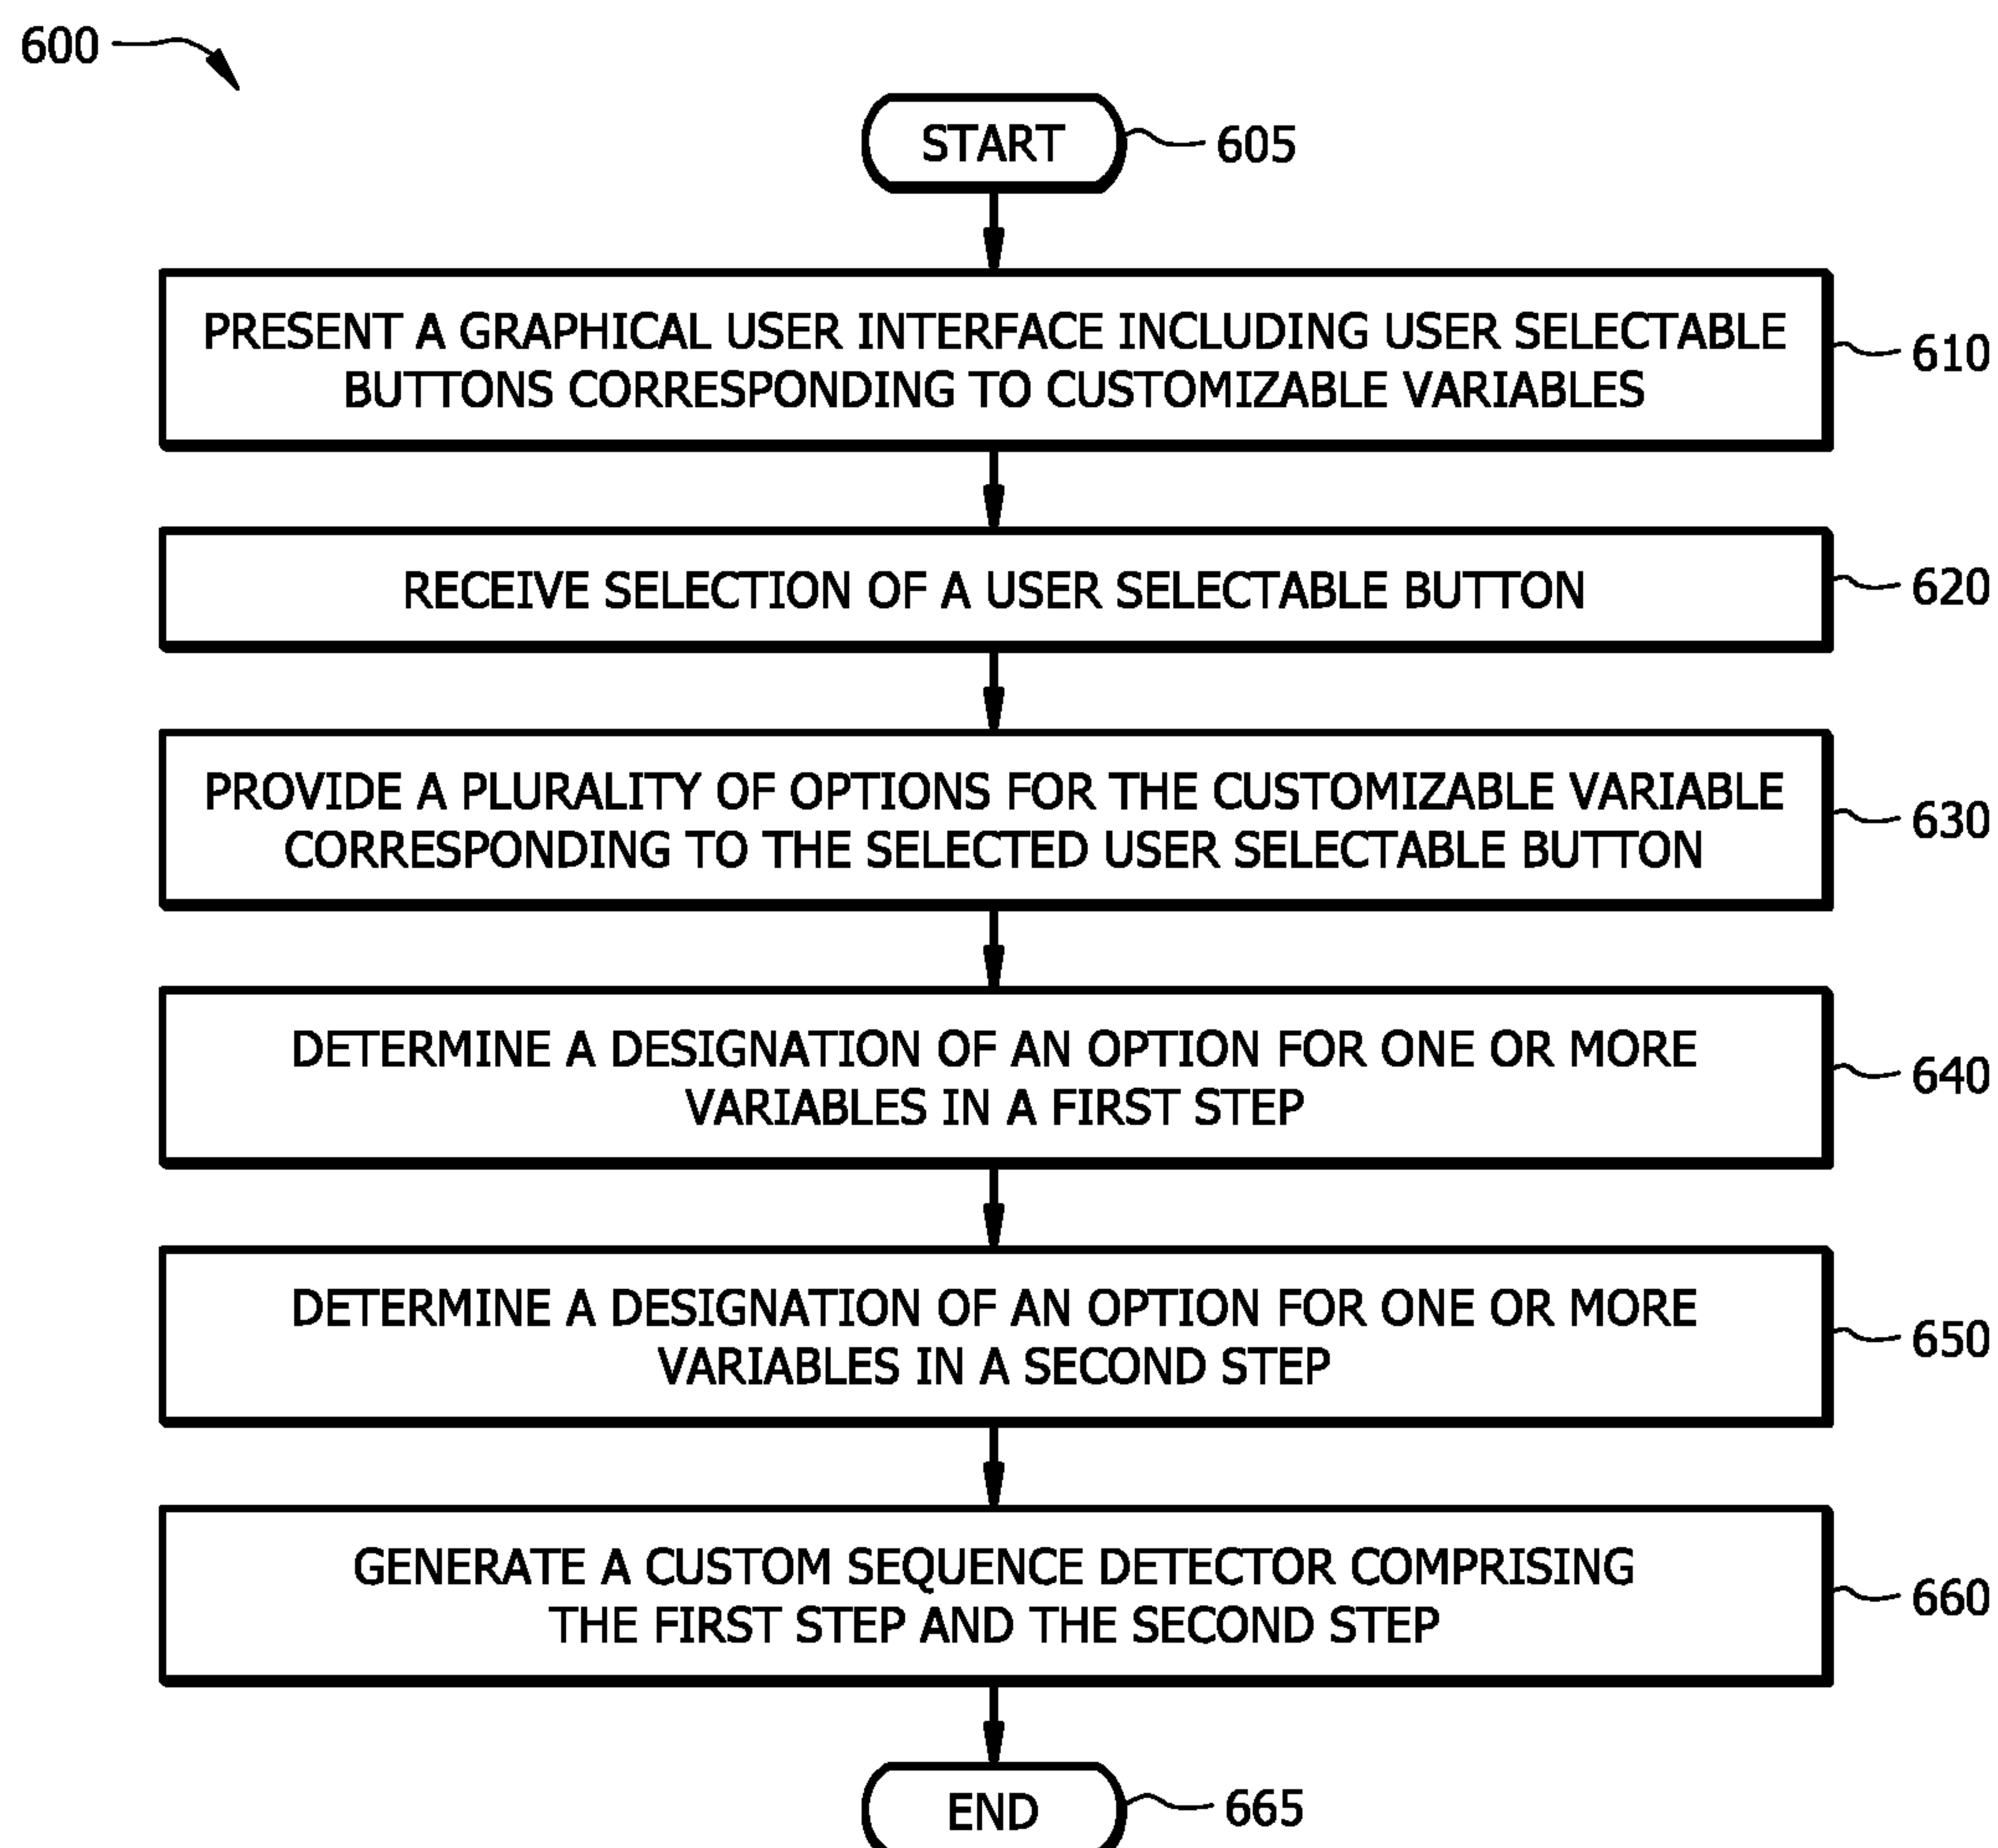 600
START
605
PRESENT A GRAPHICAL USER INTERFACE INCLUDING USER SELECTABLE
BUTTONS CORRESPONDING TO CUSTOMIZABLE VARIABLES
610
RECEIVE SELECTION OF A USER SELECTABLE BUTTON
620
PROVIDE A PLURALITY OF OPTIONS FOR THE CUSTOMIZABLE VARIABLE
CORRESPONDING TO THE SELECTED USER SELECTABLE BUTTON
630
DETERMINE A DESIGNATION OF AN OPTION FOR ONE OR MORE
VARIABLES IN A FIRST STEP
640
DETERMINE A DESIGNATION OF AN OPTION FOR ONE OR MORE
VARIABLES IN A SECOND STEP
650
GENERATE A CUSTOM SEQUENCE DETECTOR COMPRISING
THE FIRST STEP AND THE SECOND STEP
660
END
665